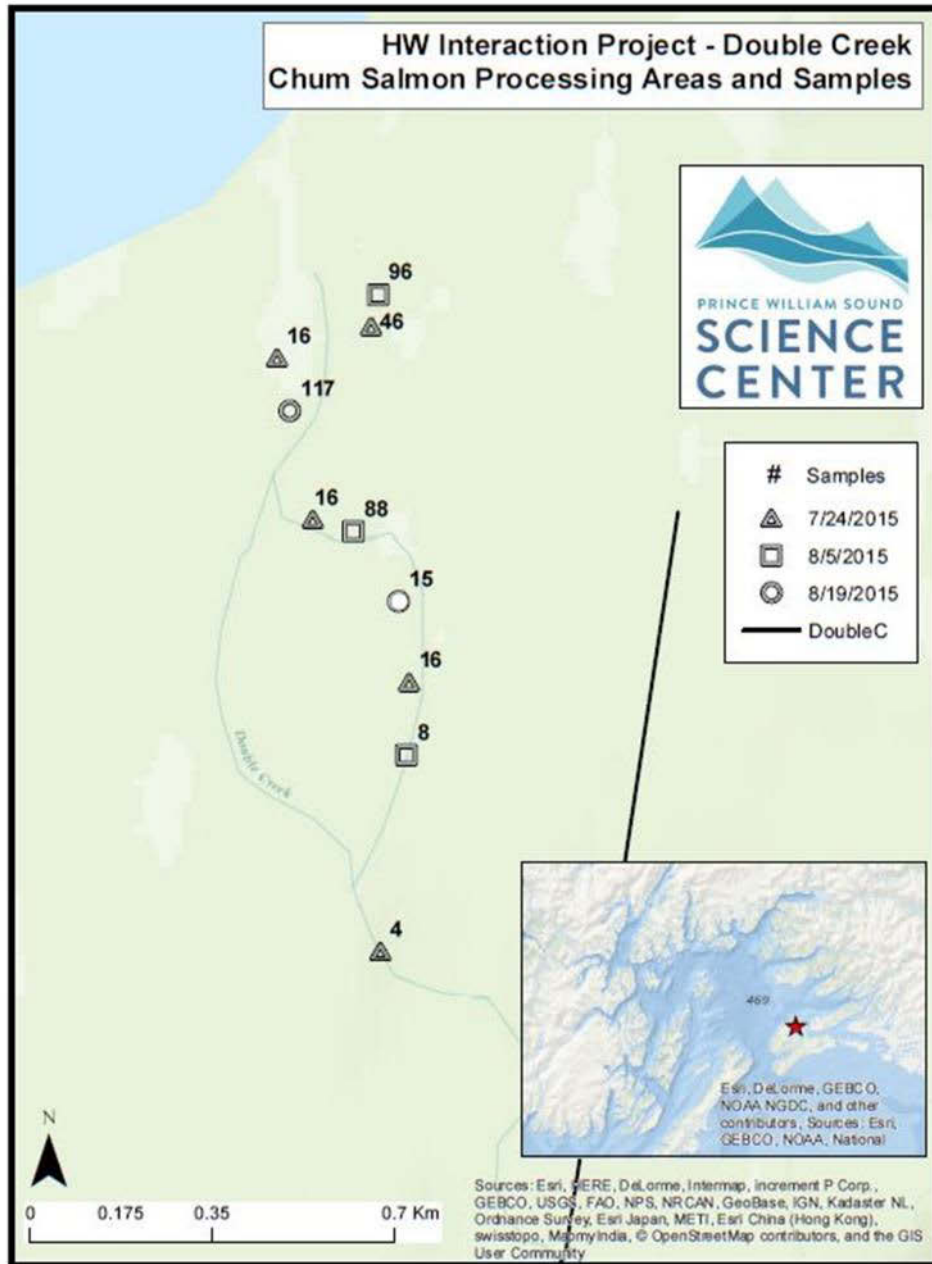 HW Interaction Project - Double Creek
Chum Salmon Processing Areas and Samples
PRINCE WILLIAM SOUND
SCIENCE
CENTER
96
46
16
117
16
88
15
16
8
4
# Samples
7/24/2015
8/5/2015
8/19/2015
DoubleC
Double Creek
469
Esri, DeLorme, GEBCO,
NOAA NGDC, and other
contributors, Sources: Esri,
GEBCO, NOAA, National
N
0 0.175 0.35 0.7 Km
Sources: Esri, HERE, DeLorme, Intermap, increment P Corp.,
GEBCO, USGS, FAO, NPS, NRCAN, GeoBase, IGN, Kadaster NL,
Ordnance Survey, Esri Japan, METI, Esri China (Hong Kong),
swisstopo, MapmyIndia, © OpenStreetMap contributors, and the GIS
User Community